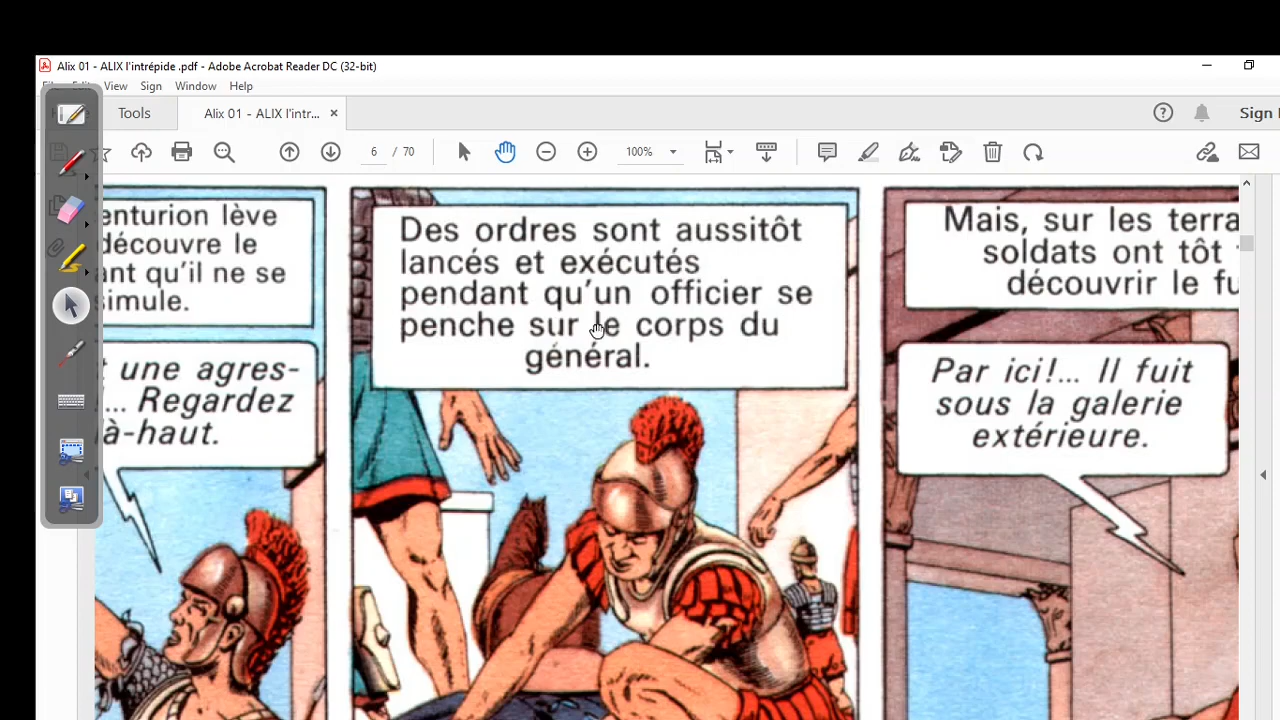 Alix 01 - ALIX l'intrépide .pdf - Adobe Acrobat Reader DC (32-bit)
View Sign Window Help
Tools Alix 01 - ALIX l'intr... × Sign
6 / 70 100%
enturion lève
découvre le
ant qu'il ne se
simule.
une agres-
... Regardez
là-haut.
Des ordres sont aussitôt
lancés et exécutés
pendant qu'un officier se
penche sur le corps du
général.
Mais, sur les terra
soldats ont tôt
découvrir le fu
Par ici!... Il fuit
sous la galerie
extérieure.